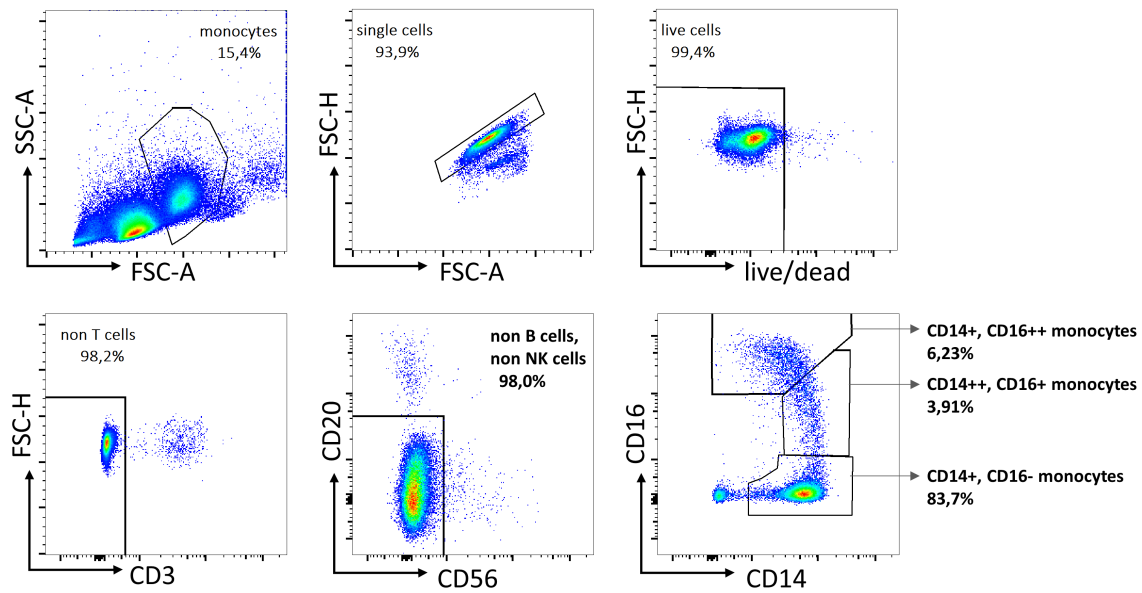 monocytes
15,4%
SSC-A
FSC-A
single cells
93,9%
FSC-H
FSC-A
live cells
99,4%
FSC-H
live/dead
non T cells
98,2%
FSC-H
CD3
non B cells,
non NK cells
98,0%
CD20
CD56
CD16
CD14
CD14+, CD16++ monocytes
6,23%
CD14++, CD16+ monocytes
3,91%
CD14+, CD16- monocytes
83,7%